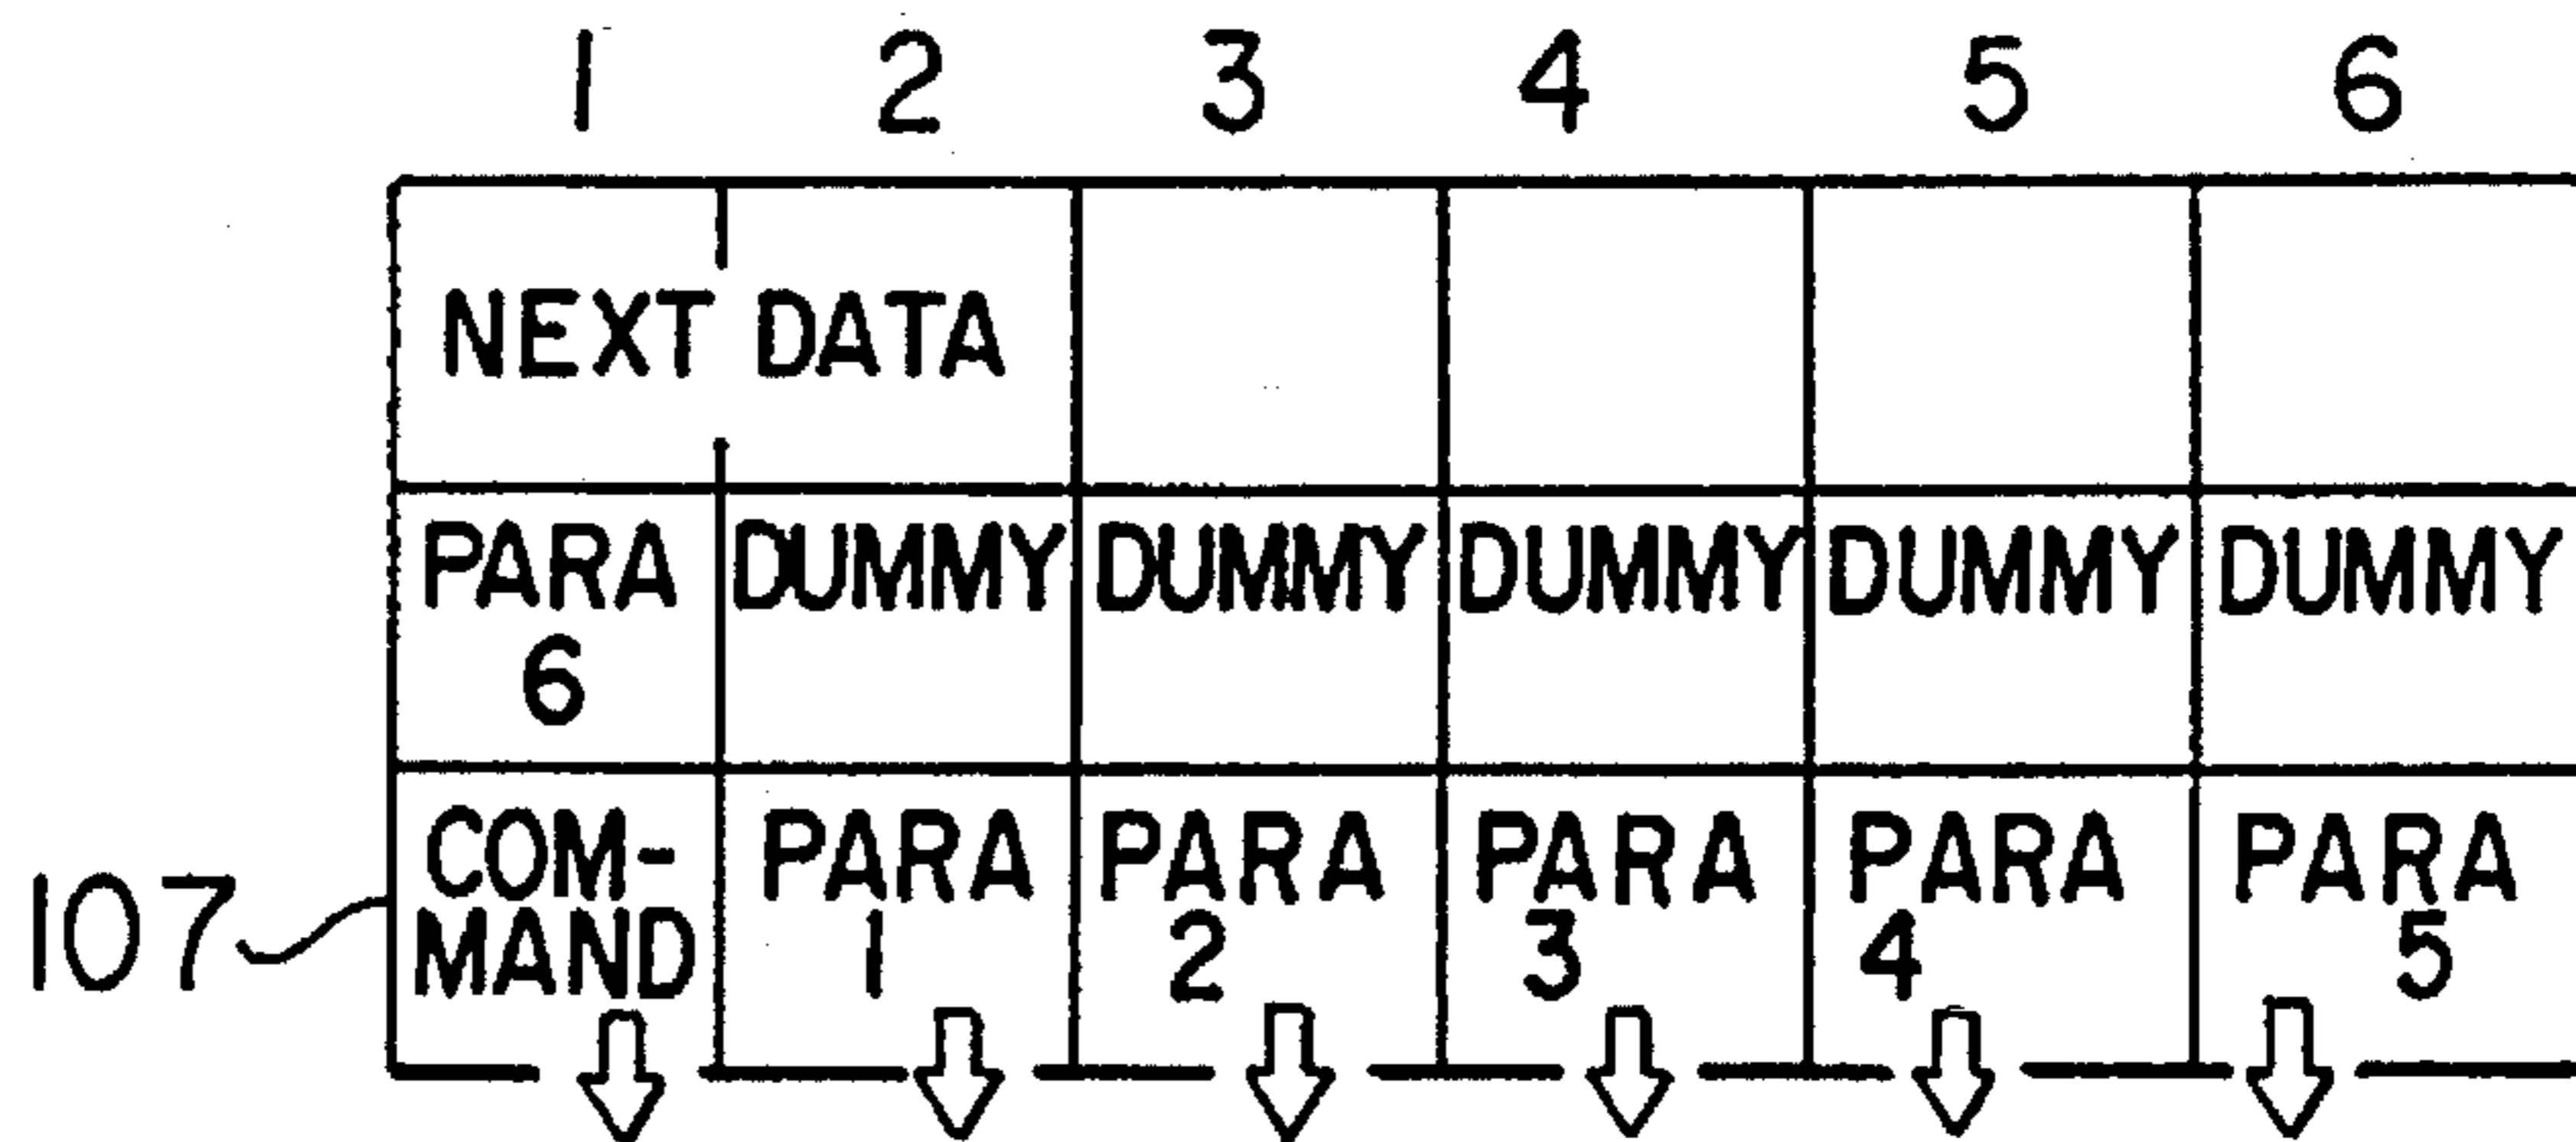 1 2 3 4 5 6
NEXT DATA
PARA DUMMY DUMMY DUMMY DUMMY DUMMY
6
COM- PARA PARA PARA PARA PARA
107 MAND 1 2 3 4 5